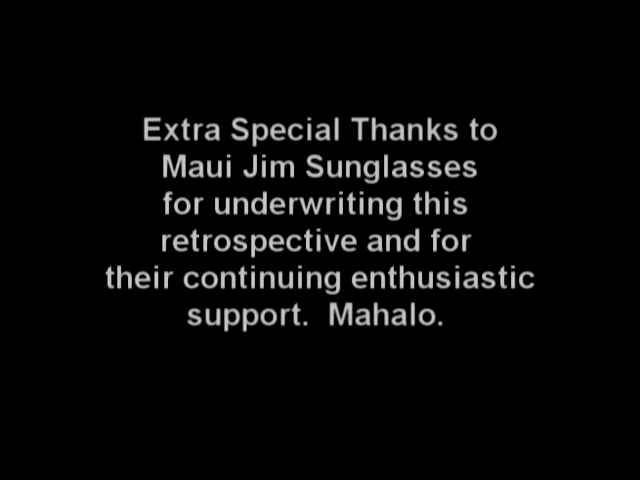 Extra Special Thanks to
Maui Jim Sunglasses
for underwriting this
retrospective and for
their continuing enthusiastic
support.  Mahalo.